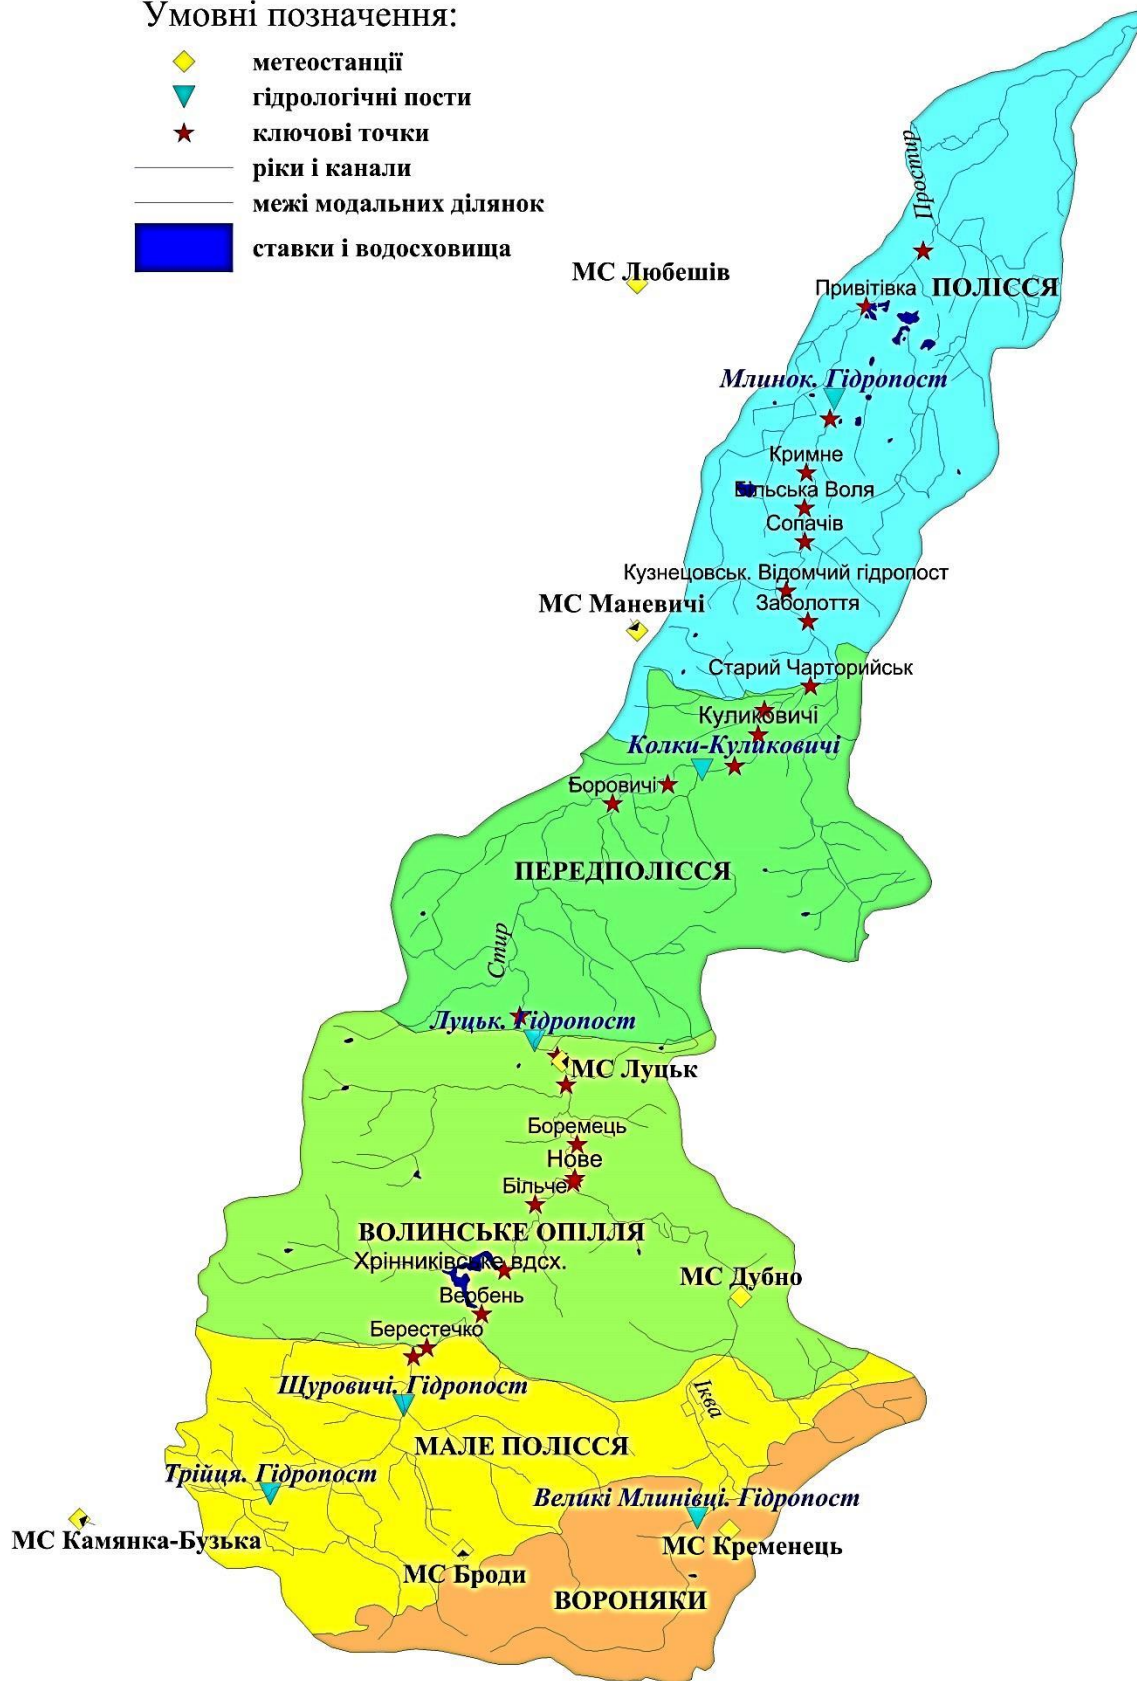 Умовні позначення:
метеостанції
гідрологічні пости
ключові точки
ріки і канали
межі модальних ділянок
ставки і водосховища
Простир
МС Любешів
Привітівка
ПОЛІССЯ
Млинок. Гідропост
Кримне
Більська Воля
Сопачів
Кузнецовськ. Відомчий гідропост
МС Маневичі
Заболоття
Старий Чарторийськ
Куликовичі
Колки-Куликовичі
Боровичі
ПЕРЕДПОЛІССЯ
Стир
Луцьк. Гідропост
МС Луцьк
Боремець
Нове
Більче
ВОЛИНСЬКЕ ОПІЛЛЯ
Хрінниківське вдсх.
МС Дубно
Вербень
Берестечко
Щуровичі. Гідропост
Іква
МАЛЕ ПОЛІССЯ
Трійця. Гідропост
Великі Млинівці. Гідропост
МС Камянка-Бузька
МС Кременець
МС Броди
ВОРОНЯКИ